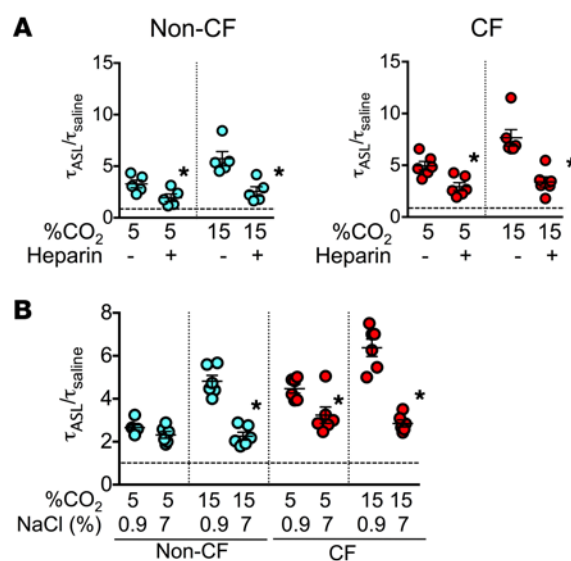 A
Non-CF
CF
τASL/τsaline
15
10
5
0
*
*
%CO2 5 5 15 15
Heparin - + - +
τASL/τsaline
15
10
5
0
*
*
5 5 15 15
- + - +
B
τASL/τsaline
8
6
4
2
0
*
*
*
%CO2 5 5 15 15 5 5 15 15
NaCl (%) 0.9 7 0.9 7 0.9 7 0.9 7
Non-CF CF